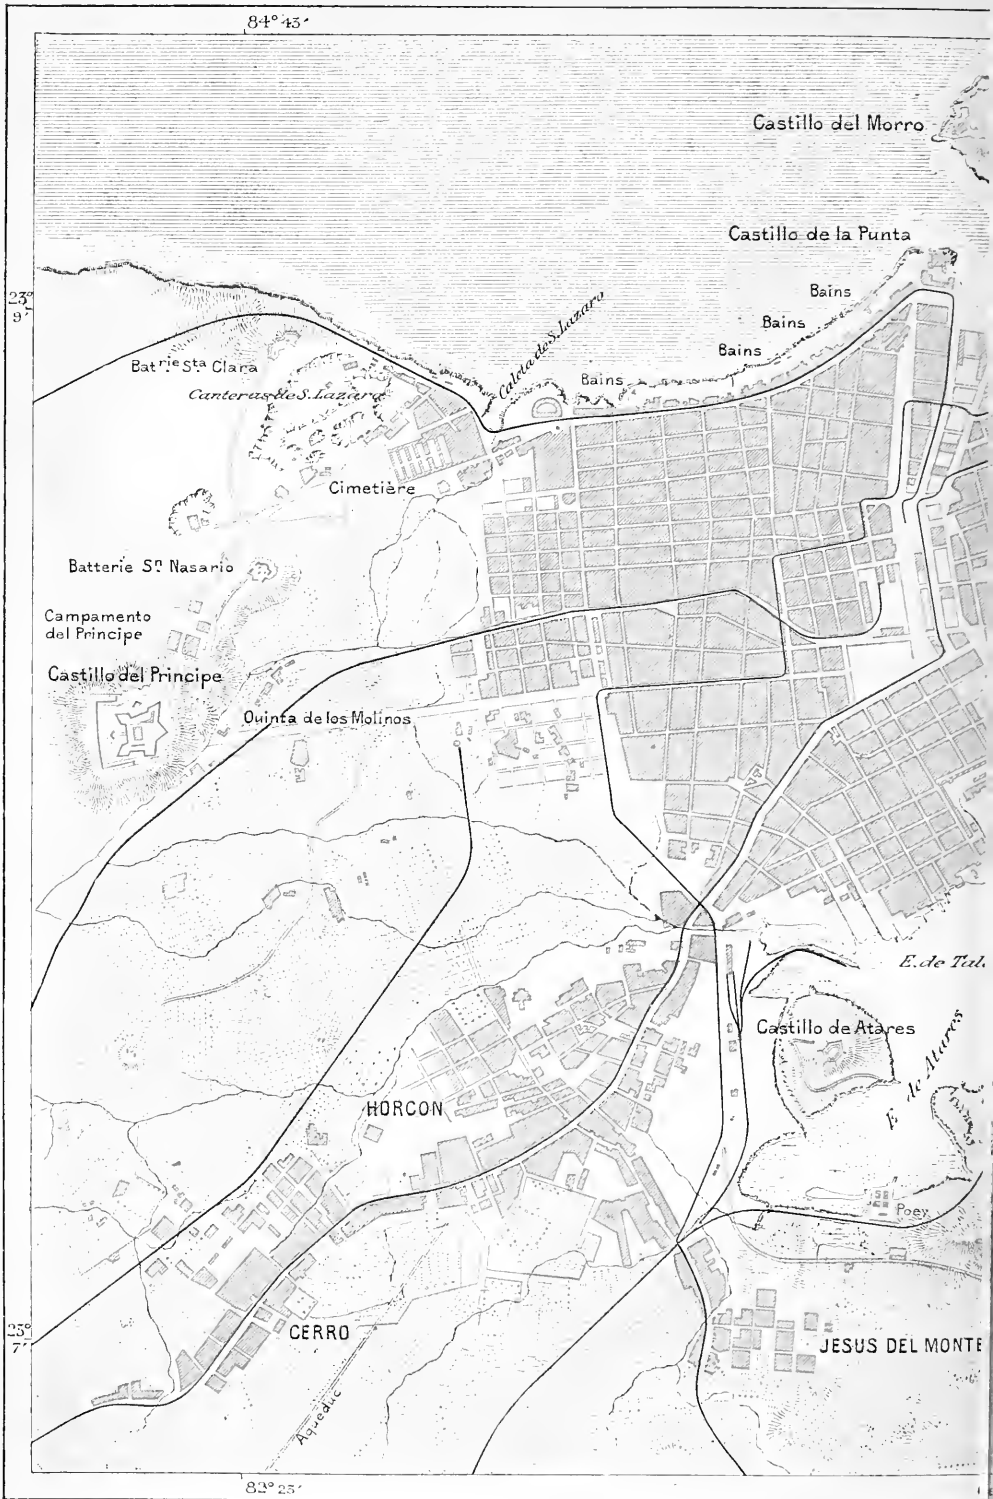 84° 43′
Castillo del Morro
Castillo de la Punta
23°
9′
Bains
Caleta de S. Lazaro
Bains
Bains
Batrie Sta Clara
Bains
Canteras de S. Lazaro
Cimetière
Batterie Sn Nasario
Campamento
del Principe
Castillo del Principe
Quinta de los Molinos
E. de Tal
Castillo de Atares
E de Atares
HORCON
Poey
CERRO
JESUS DEL MONTE
Aqueduc
23°
7′
82° 25′